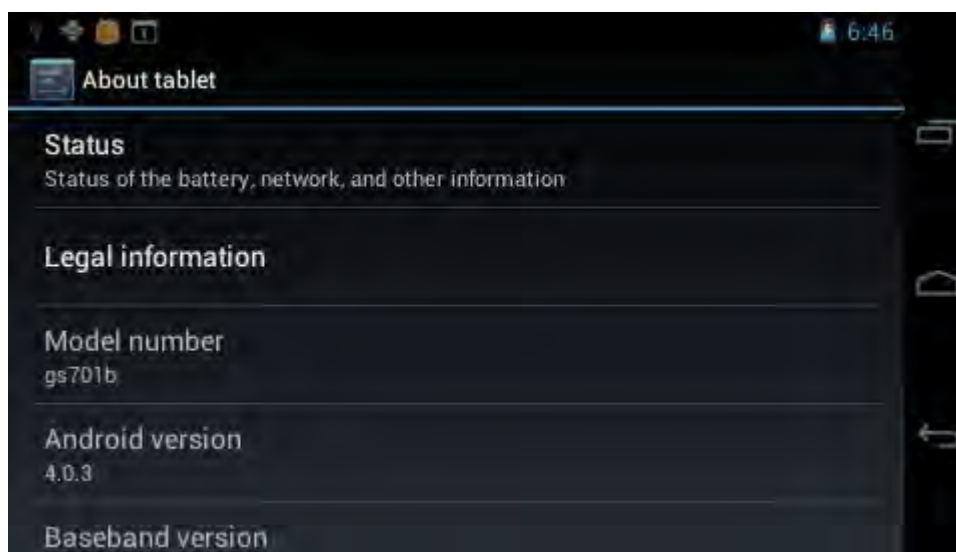 6:46
About tablet
Status
Status of the battery, network, and other information
Legal information
Model number
gs701b
Android version
4.0.3
Baseband version